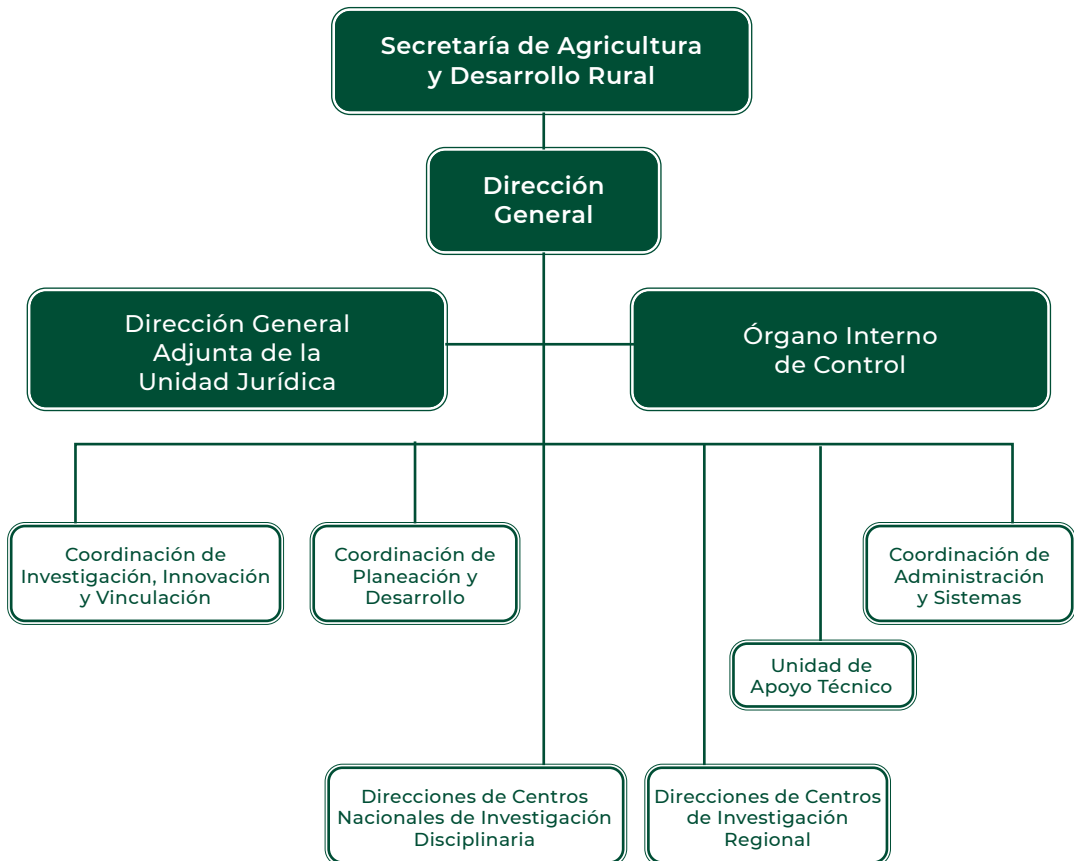 Secretaría de Agricultura
y Desarrollo Rural
Dirección
General
Dirección General
Adjunta de la
Unidad Jurídica
Órgano Interno
de Control
Coordinación de
Investigación, Innovación
y Vinculación
Coordinación de
Planeación y
Desarrollo
Coordinación de
Administración
y Sistemas
Unidad de
Apoyo Técnico
Direcciones de Centros
Nacionales de Investigación
Disciplinaria
Direcciones de Centros
de Investigación
Regional